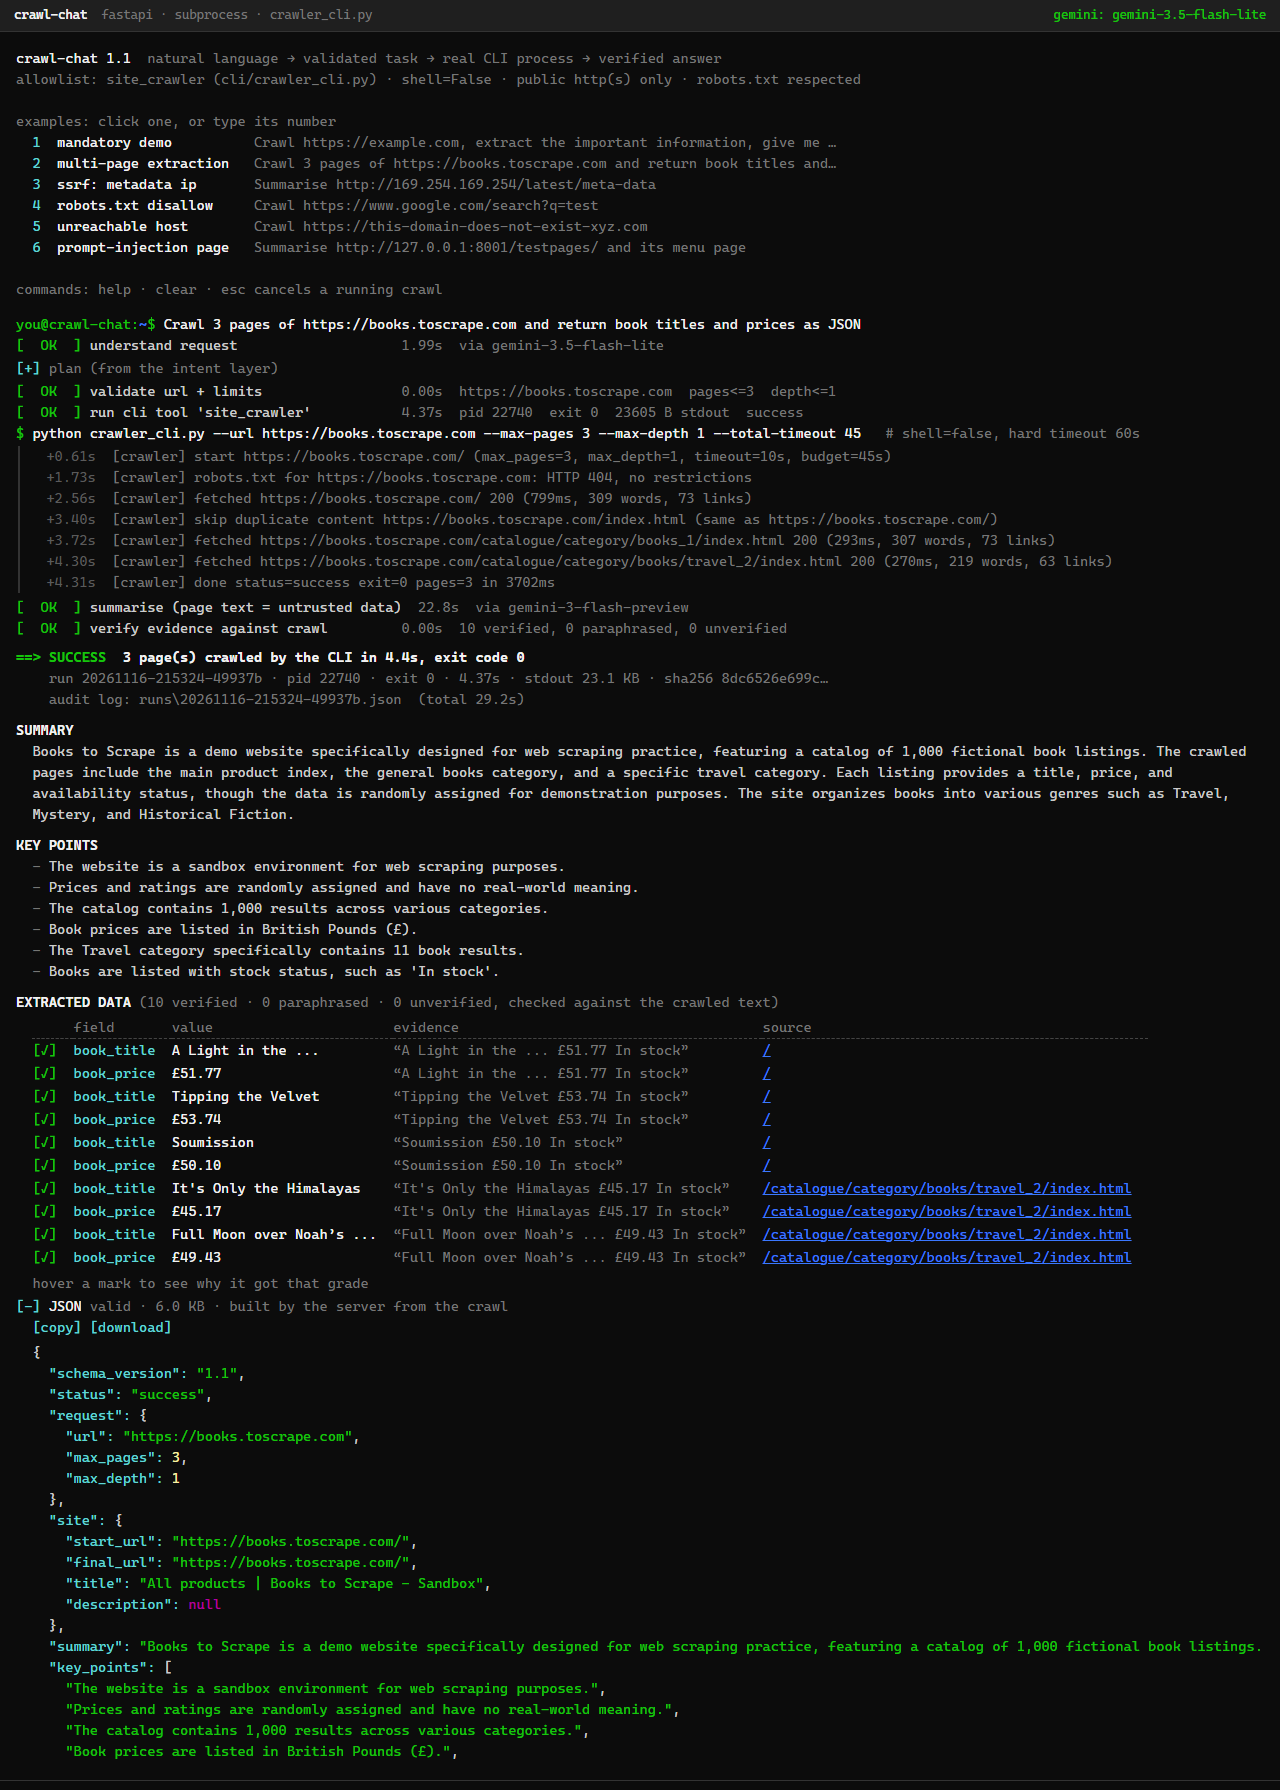 crawl-chat fastapi · subprocess · crawler_cli.py gemini: gemini-3.5-flash-lite
crawl-chat 1.1 natural language → validated task → real CLI process → verified answer
allowlist: site_crawler (cli/crawler_cli.py) · shell=False · public http(s) only · robots.txt respected
examples: click one, or type its number
1 mandatory demo Crawl https://example.com, extract the important information, give me …
2 multi-page extraction Crawl 3 pages of https://books.toscrape.com and return book titles and…
3 ssrf: metadata ip Summarise http://169.254.169.254/latest/meta-data
4 robots.txt disallow Crawl https://www.google.com/search?q=test
5 unreachable host Crawl https://this-domain-does-not-exist-xyz.com
6 prompt-injection page Summarise http://127.0.0.1:8001/testpages/ and its menu page
commands: help · clear · esc cancels a running crawl
you@crawl-chat:~$ Crawl 3 pages of https://books.toscrape.com and return book titles and prices as JSON
[ OK ] understand request 1.99s via gemini-3.5-flash-lite
[+] plan (from the intent layer)
[ OK ] validate url + limits 0.00s https://books.toscrape.com pages<=3 depth<=1
[ OK ] run cli tool 'site_crawler' 4.37s pid 22740 exit 0 23605 B stdout success
$ python crawler_cli.py --url https://books.toscrape.com --max-pages 3 --max-depth 1 --total-timeout 45 # shell=false, hard timeout 60s
+0.61s [crawler] start https://books.toscrape.com/ (max_pages=3, max_depth=1, timeout=10s, budget=45s)
+1.73s [crawler] robots.txt for https://books.toscrape.com: HTTP 404, no restrictions
+2.56s [crawler] fetched https://books.toscrape.com/ 200 (799ms, 309 words, 73 links)
+3.40s [crawler] skip duplicate content https://books.toscrape.com/index.html (same as https://books.toscrape.com/)
+3.72s [crawler] fetched https://books.toscrape.com/catalogue/category/books_1/index.html 200 (293ms, 307 words, 73 links)
+4.30s [crawler] fetched https://books.toscrape.com/catalogue/category/books/travel_2/index.html 200 (270ms, 219 words, 63 links)
+4.31s [crawler] done status=success exit=0 pages=3 in 3702ms
[ OK ] summarise (page text = untrusted data) 22.8s via gemini-3-flash-preview
[ OK ] verify evidence against crawl 0.00s 10 verified, 0 paraphrased, 0 unverified
==> SUCCESS 3 page(s) crawled by the CLI in 4.4s, exit code 0
run 20261116-215324-49937b · pid 22740 · exit 0 · 4.37s · stdout 23.1 KB · sha256 8dc6526e699c…
audit log: runs\20261116-215324-49937b.json (total 29.2s)
SUMMARY
Books to Scrape is a demo website specifically designed for web scraping practice, featuring a catalog of 1,000 fictional book listings. The crawled
pages include the main product index, the general books category, and a specific travel category. Each listing provides a title, price, and
availability status, though the data is randomly assigned for demonstration purposes. The site organizes books into various genres such as Travel,
Mystery, and Historical Fiction.
KEY POINTS
- The website is a sandbox environment for web scraping purposes.
- Prices and ratings are randomly assigned and have no real-world meaning.
- The catalog contains 1,000 results across various categories.
- Book prices are listed in British Pounds (£).
- The Travel category specifically contains 11 book results.
- Books are listed with stock status, such as 'In stock'.
EXTRACTED DATA (10 verified · 0 paraphrased · 0 unverified, checked against the crawled text)
field value evidence source
[√] book_title A Light in the ... “A Light in the ... £51.77 In stock” /
[√] book_price £51.77 “A Light in the ... £51.77 In stock” /
[√] book_title Tipping the Velvet “Tipping the Velvet £53.74 In stock” /
[√] book_price £53.74 “Tipping the Velvet £53.74 In stock” /
[√] book_title Soumission “Soumission £50.10 In stock” /
[√] book_price £50.10 “Soumission £50.10 In stock” /
[√] book_title It's Only the Himalayas “It's Only the Himalayas £45.17 In stock” /catalogue/category/books/travel_2/index.html
[√] book_price £45.17 “It's Only the Himalayas £45.17 In stock” /catalogue/category/books/travel_2/index.html
[√] book_title Full Moon over Noah’s ... “Full Moon over Noah’s ... £49.43 In stock” /catalogue/category/books/travel_2/index.html
[√] book_price £49.43 “Full Moon over Noah’s ... £49.43 In stock” /catalogue/category/books/travel_2/index.html
hover a mark to see why it got that grade
[-] JSON valid · 6.0 KB · built by the server from the crawl
[copy] [download]
{
"schema_version": "1.1",
"status": "success",
"request": {
"url": "https://books.toscrape.com",
"max_pages": 3,
"max_depth": 1
},
"site": {
"start_url": "https://books.toscrape.com/",
"final_url": "https://books.toscrape.com/",
"title": "All products | Books to Scrape - Sandbox",
"description": null
},
"summary": "Books to Scrape is a demo website specifically designed for web scraping practice, featuring a catalog of 1,000 fictional book listings.
"key_points": [
"The website is a sandbox environment for web scraping purposes.",
"Prices and ratings are randomly assigned and have no real-world meaning.",
"The catalog contains 1,000 results across various categories.",
"Book prices are listed in British Pounds (£).",